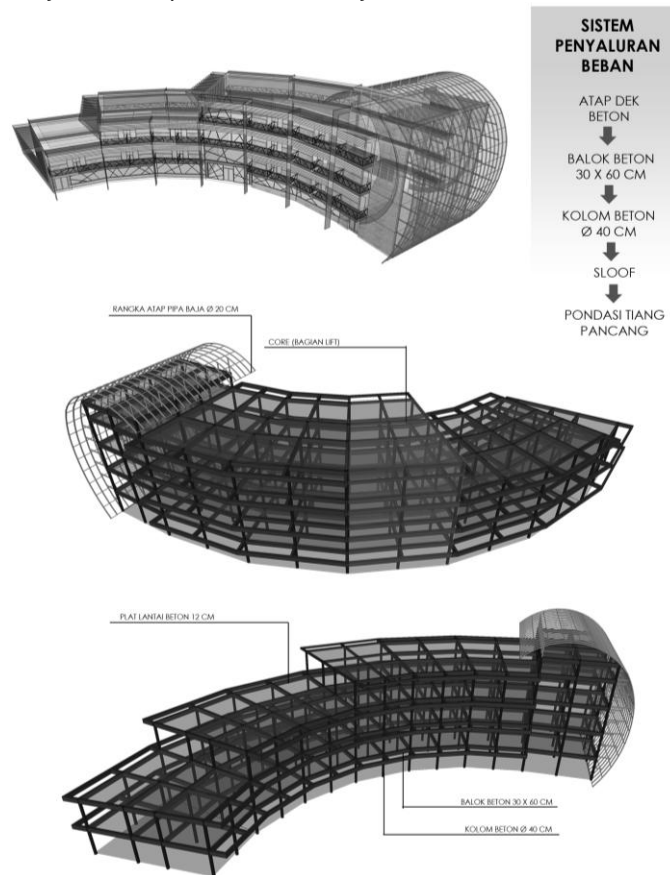 SISTEM
PENYALURAN
BEBAN
ATAP DEK
BETON
BALOK BETON
30 X 60 CM
KOLOM BETON
Ø 40 CM
SLOOF
PONDASI TIANG
PANCANG
RANGKA ATAP PIPA BAJA Ø 20 CM
CORE (BAGIAN LIFT)
PLAT LANTAI BETON 12 CM
BALOK BETON 30 X 60 CM
KOLOM BETON Ø 40 CM